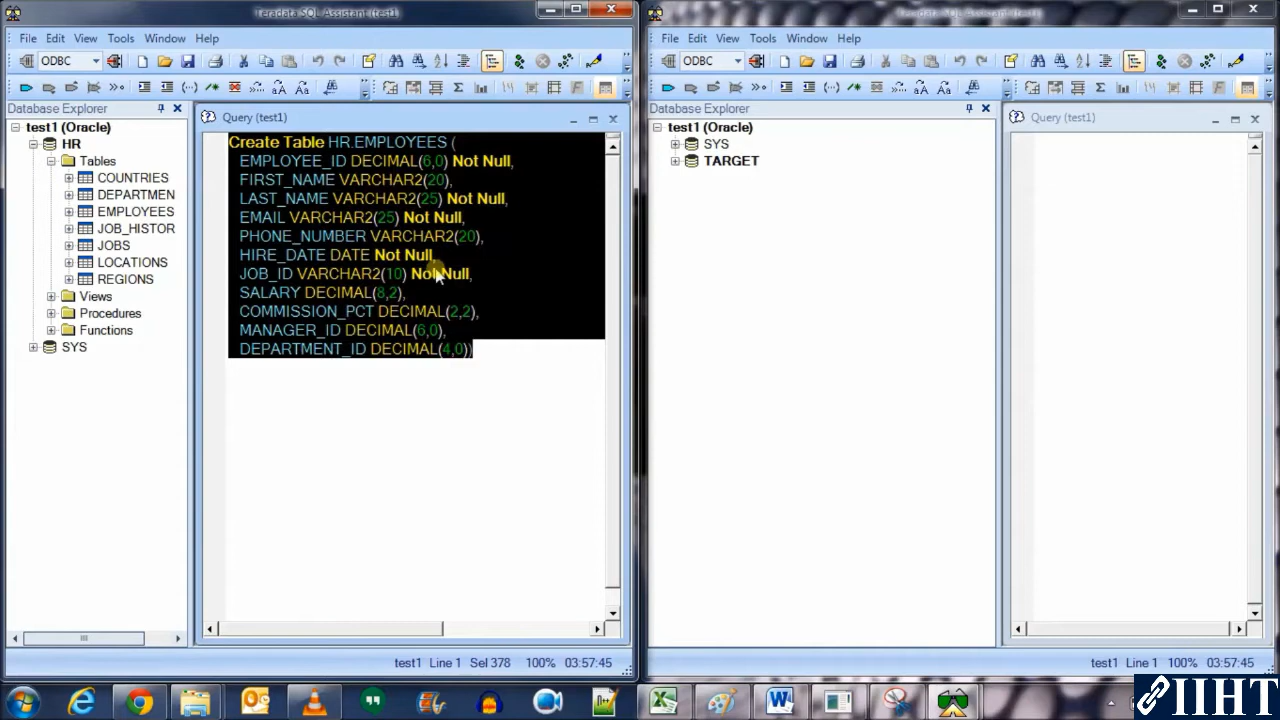 Teradata SQL Assistant (test1)
File Edit View Tools Window Help
ODBC
Database Explorer
test1 (Oracle)
HR
Tables
COUNTRIES
DEPARTMEN
EMPLOYEES
JOB_HISTOR
JOBS
LOCATIONS
REGIONS
Views
Procedures
Functions
SYS
Query (test1)
Create Table HR.EMPLOYEES (
EMPLOYEE_ID DECIMAL(6,0) Not Null,
FIRST_NAME VARCHAR2(20),
LAST_NAME VARCHAR2(25) Not Null,
EMAIL VARCHAR2(25) Not Null,
PHONE_NUMBER VARCHAR2(20),
HIRE_DATE DATE Not Null,
JOB_ID VARCHAR2(10) Not Null,
SALARY DECIMAL(8,2),
COMMISSION_PCT DECIMAL(2,2),
MANAGER_ID DECIMAL(6,0),
DEPARTMENT_ID DECIMAL(4,0))
test1 Line 1 Sel 378 100% 03:57:45
Teradata SQL Assistant (test1)
File Edit View Tools Window Help
ODBC
Database Explorer
test1 (Oracle)
SYS
TARGET
Query (test1)
test1 Line 1 100% 03:57:45
IIHT